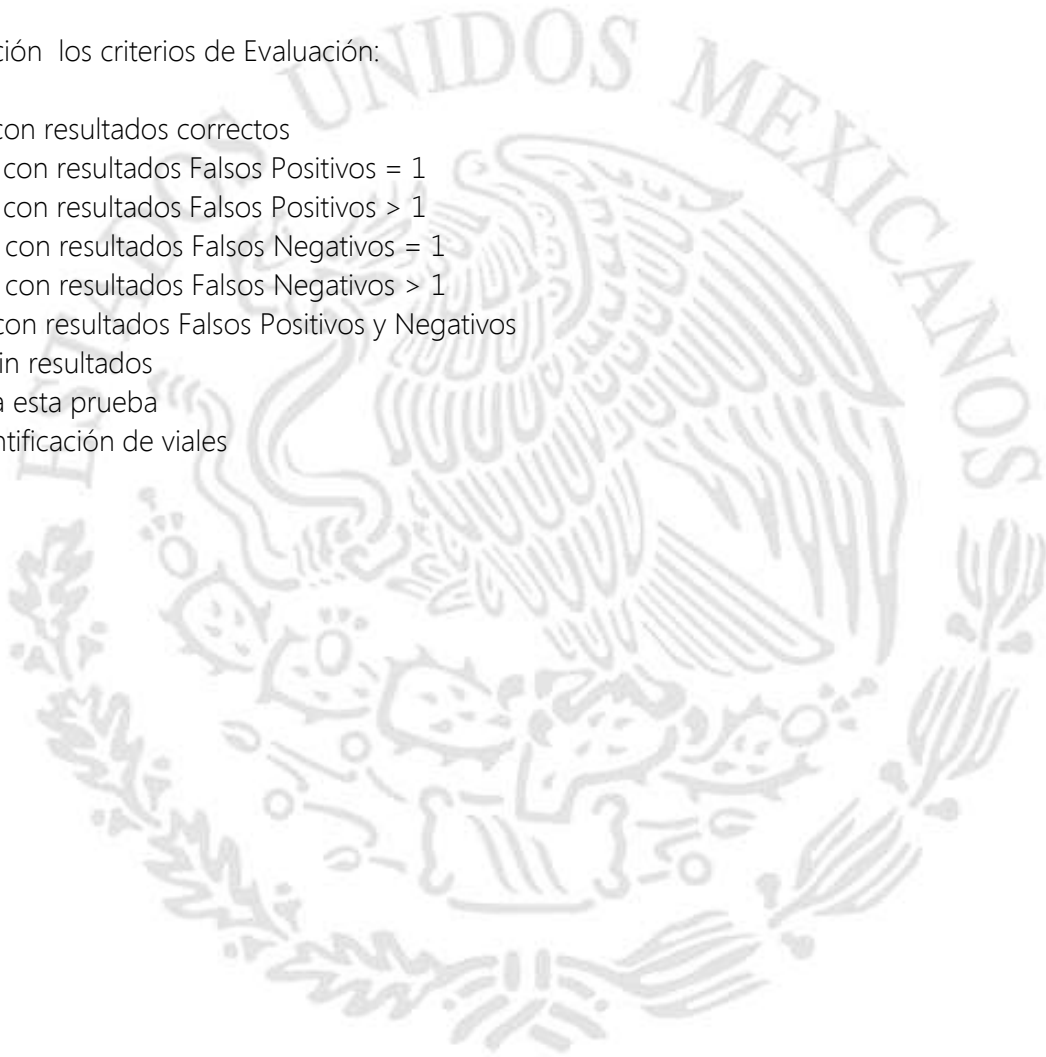 ción los criterios de Evaluación:
con resultados correctos
con resultados Falsos Positivos = 1
con resultados Falsos Positivos > 1
con resultados Falsos Negativos = 1
con resultados Falsos Negativos > 1
con resultados Falsos Positivos y Negativos
in resultados
a esta prueba
ntificación de viales
ESTADOS UNIDOS MEXICANOS